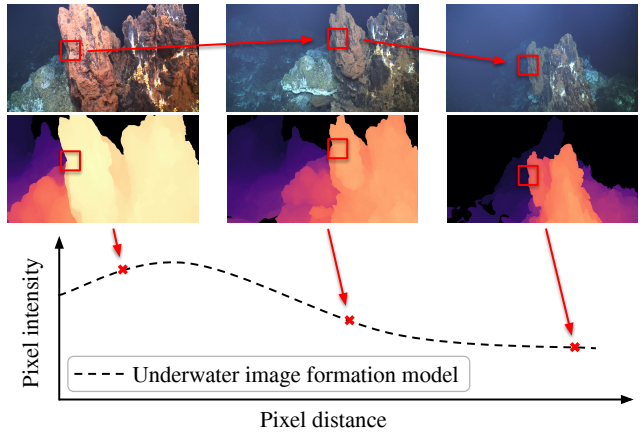 Pixel intensity
Underwater image formation model
Pixel distance